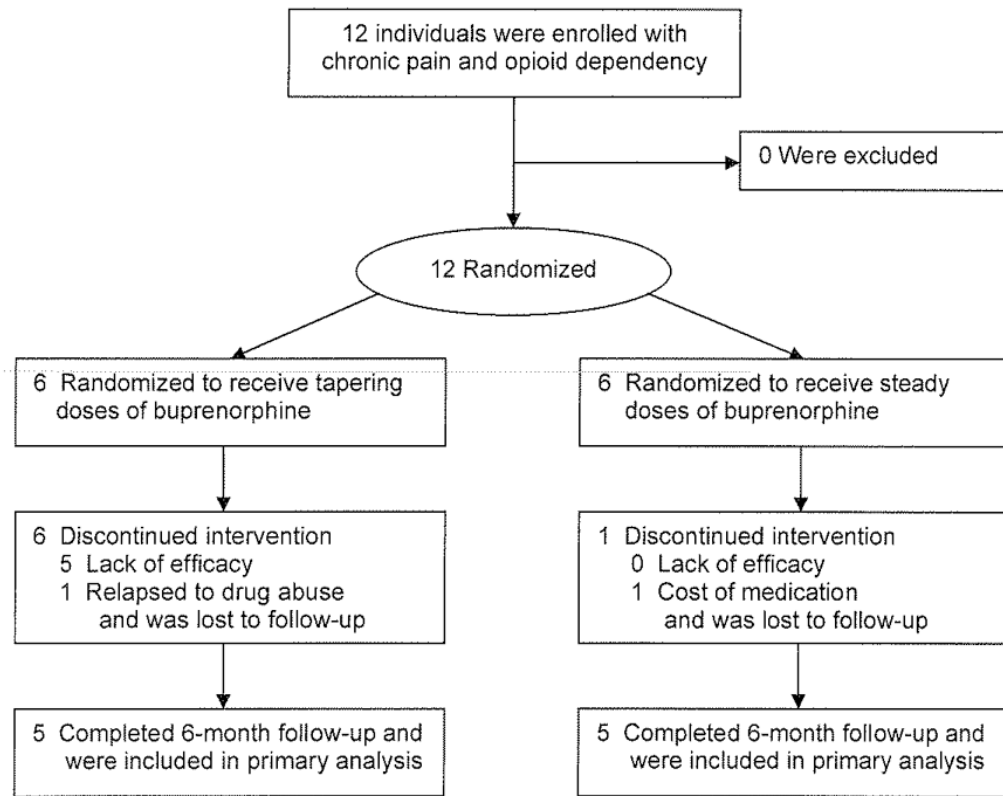 12 individuals were enrolled with
chronic pain and opioid dependency
0 Were excluded
12 Randomized
6 Randomized to receive tapering
doses of buprenorphine
6 Randomized to receive steady
doses of buprenorphine
6 Discontinued intervention
5 Lack of efficacy
1 Relapsed to drug abuse
and was lost to follow-up
1 Discontinued intervention
0 Lack of efficacy
1 Cost of medication
and was lost to follow-up
5 Completed 6-month follow-up and
were included in primary analysis
5 Completed 6-month follow-up and
were included in primary analysis